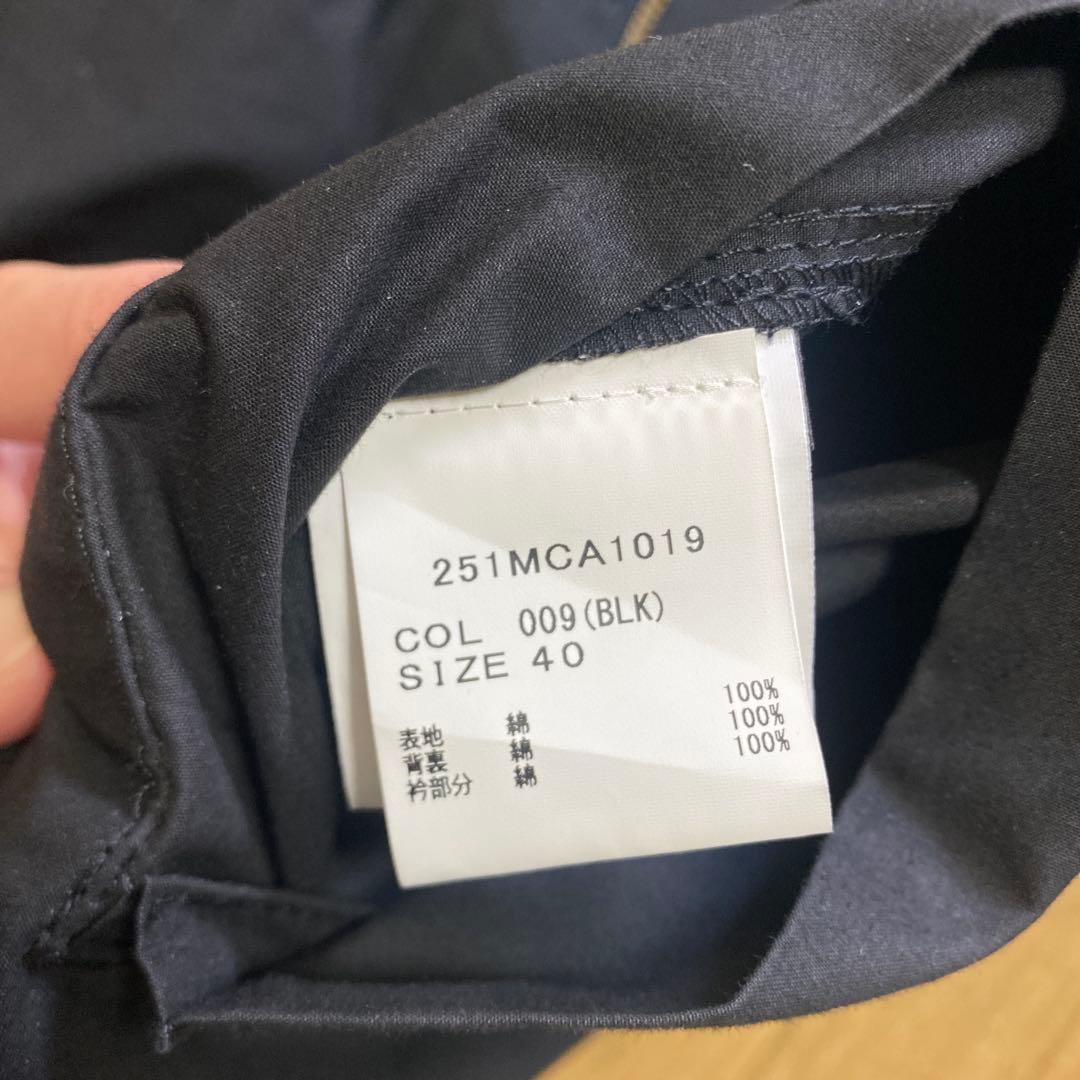 251MCA1019
COL 009(BLK)
SIZE 40
表地 綿 100%
背裏 綿 100%
衿部分 綿 100%